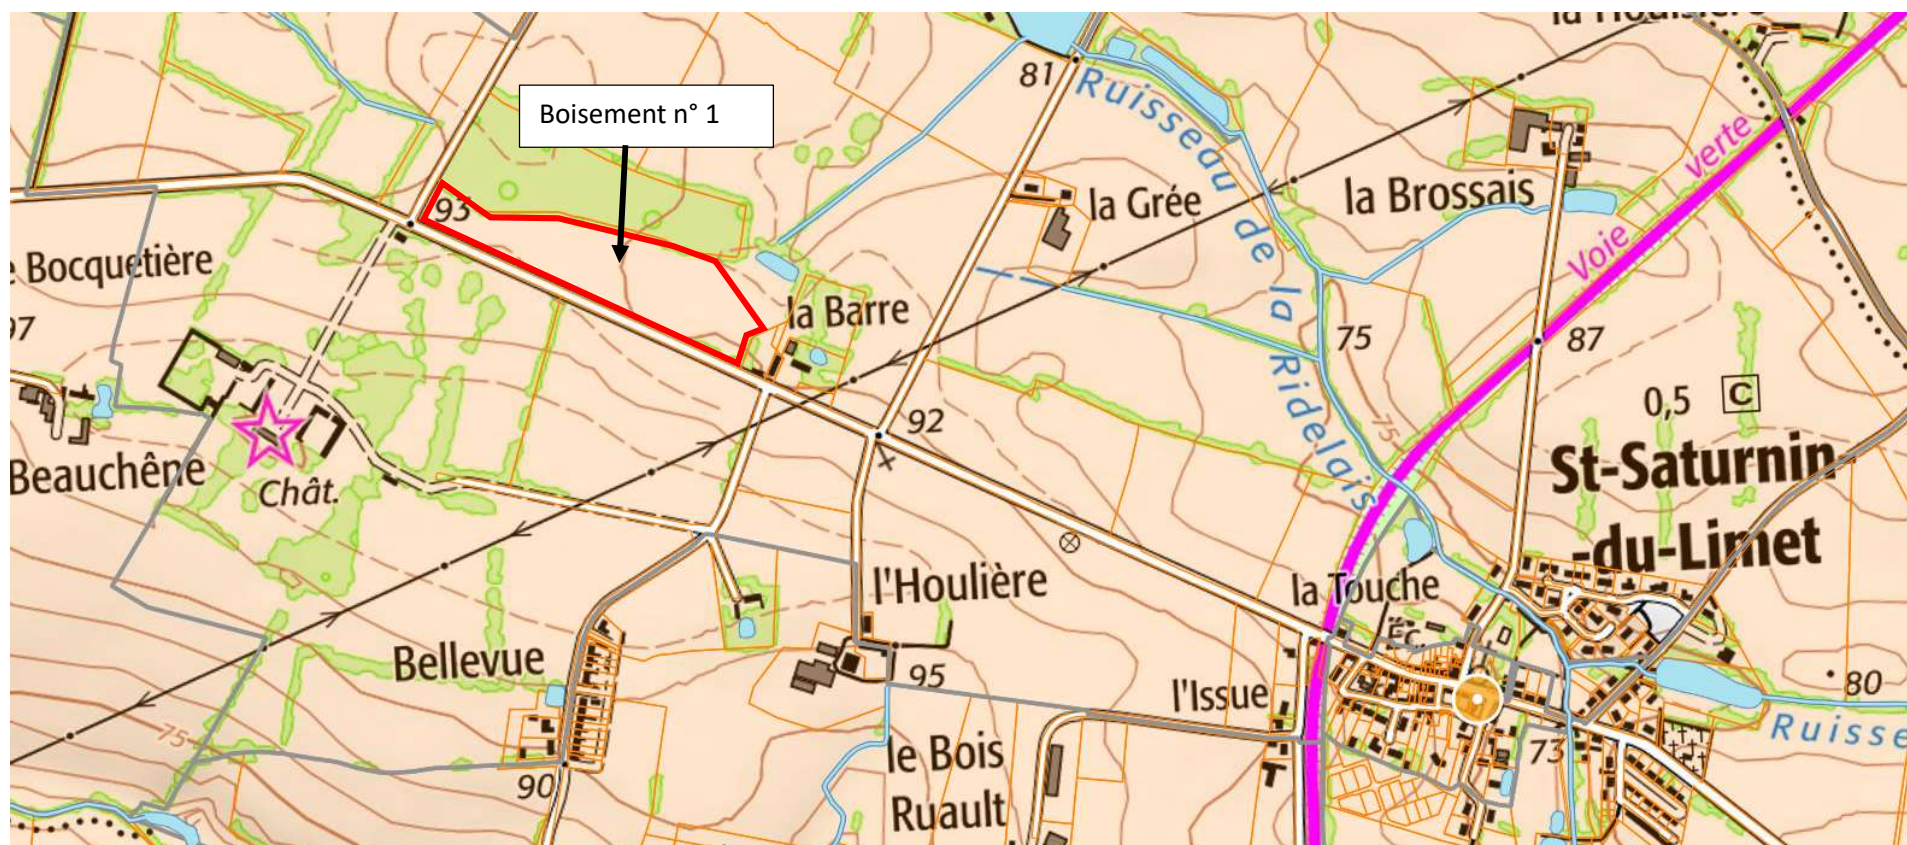 81
Boisement n° 1
Ruisseau de la Ridelais
la Grée
la Brossais
Voie verte
93
Bocquetière
la Barre
75
87
97
92
0,5 C
St-Saturnin
-du-Limet
75
Beauchêne
Chât.
l'Houlière
la Touche
Éc.
Bellevue
95
l'Issue
80
75
90
le Bois
Ruault
73